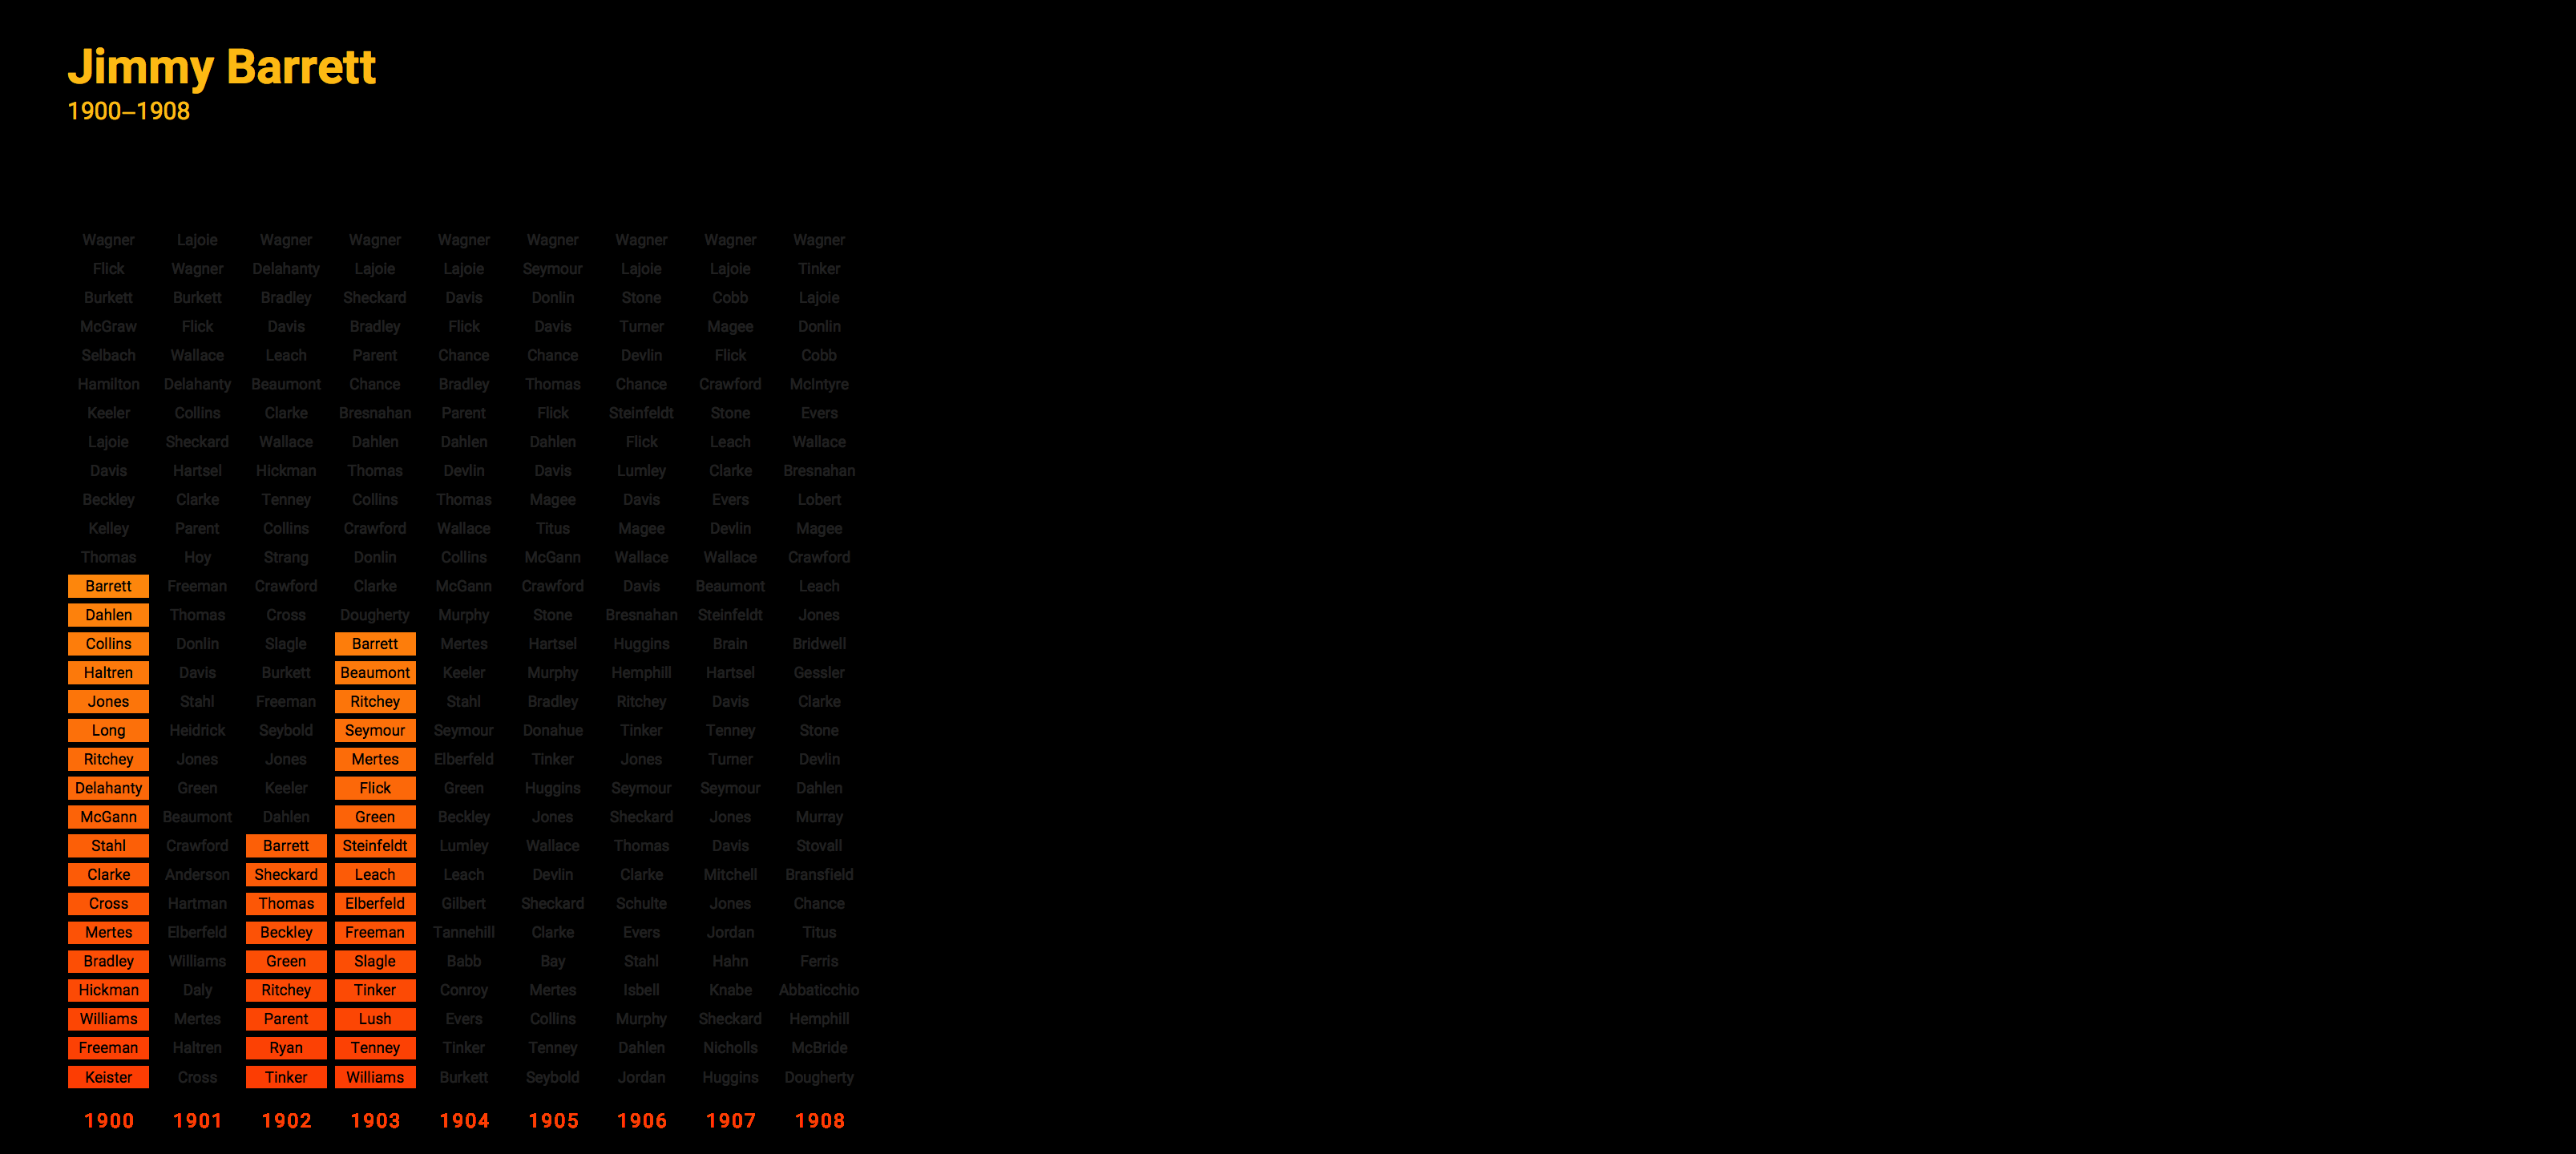 Jimmy Barrett
1900–1908
Wagner Lajoie Wagner Wagner Wagner Wagner Wagner Wagner Wagner
Flick Wagner Delahanty Lajoie Lajoie Seymour Lajoie Lajoie Tinker
Burkett Burkett Bradley Sheckard Davis Donlin Stone Cobb Lajoie
McGraw Flick Davis Bradley Flick Davis Turner Magee Donlin
Selbach Wallace Leach Parent Chance Chance Devlin Flick Cobb
Hamilton Delahanty Beaumont Chance Bradley Thomas Chance Crawford McIntyre
Keeler Collins Clarke Bresnahan Parent Flick Steinfeldt Stone Evers
Lajoie Sheckard Wallace Dahlen Dahlen Dahlen Flick Leach Wallace
Davis Hartsel Hickman Thomas Devlin Davis Lumley Clarke Bresnahan
Beckley Clarke Tenney Collins Thomas Magee Davis Evers Lobert
Kelley Parent Collins Crawford Wallace Titus Magee Devlin Magee
Thomas Hoy Strang Donlin Collins McGann Wallace Wallace Crawford
Barrett Freeman Crawford Clarke McGann Crawford Davis Beaumont Leach
Dahlen Thomas Cross Dougherty Murphy Stone Bresnahan Steinfeldt Jones
Collins Donlin Slagle Barrett Mertes Hartsel Huggins Brain Bridwell
Haltren Davis Burkett Beaumont Keeler Murphy Hemphill Hartsel Gessler
Jones Stahl Freeman Ritchey Stahl Bradley Ritchey Davis Clarke
Long Heidrick Seybold Seymour Seymour Donahue Tinker Tenney Stone
Ritchey Jones Jones Mertes Elberfeld Tinker Jones Turner Devlin
Delahanty Green Keeler Flick Green Huggins Seymour Seymour Dahlen
McGann Beaumont Dahlen Green Beckley Jones Sheckard Jones Murray
Stahl Crawford Barrett Steinfeldt Lumley Wallace Thomas Davis Stovall
Clarke Anderson Sheckard Leach Leach Devlin Clarke Mitchell Bransfield
Cross Hartman Thomas Elberfeld Gilbert Sheckard Schulte Jones Chance
Mertes Elberfeld Beckley Freeman Tannehill Clarke Evers Jordan Titus
Bradley Williams Green Slagle Babb Bay Stahl Hahn Ferris
Hickman Daly Ritchey Tinker Conroy Mertes Isbell Knabe Abbaticchio
Williams Mertes Parent Lush Evers Collins Murphy Sheckard Hemphill
Freeman Haltren Ryan Tenney Tinker Tenney Dahlen Nicholls McBride
Keister Cross Tinker Williams Burkett Seybold Jordan Huggins Dougherty
1900 1901 1902 1903 1904 1905 1906 1907 1908